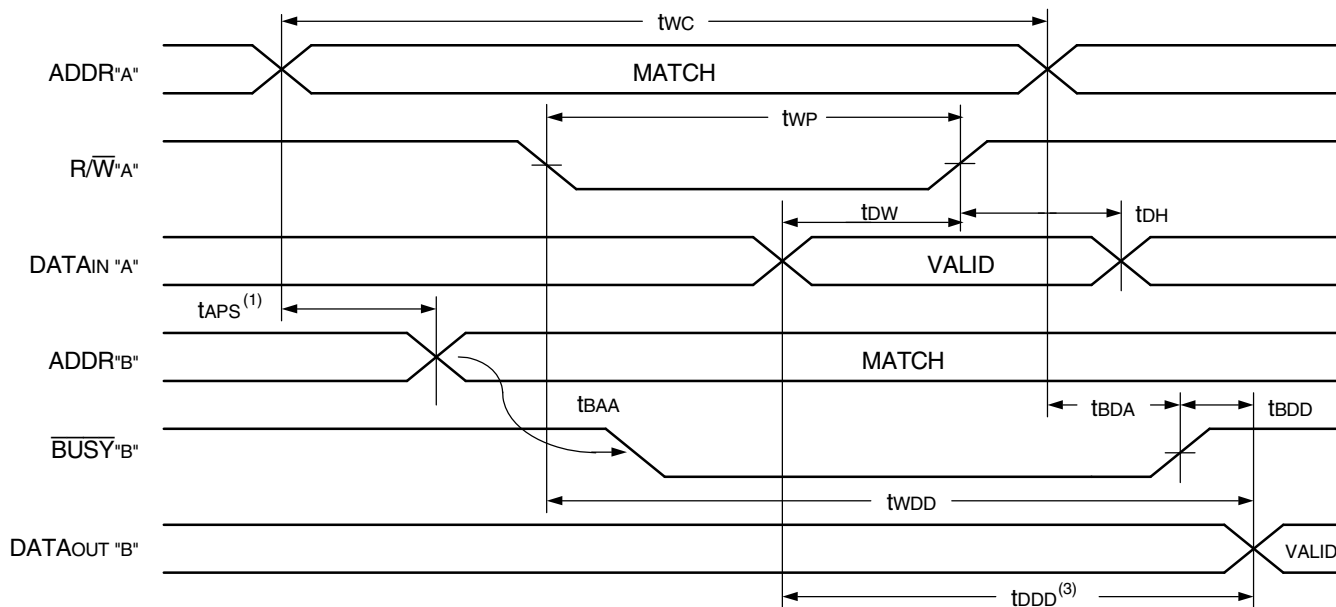 tWC
ADDR"A" MATCH
tWP
R/W̅"A"
tDW tDH
DATAIN "A" VALID
tAPS(1)
ADDR"B" MATCH
tBAA tBDA tBDD
B̅U̅S̅Y̅"B"
tWDD
DATAOUT "B" VALID
tDDD(3)